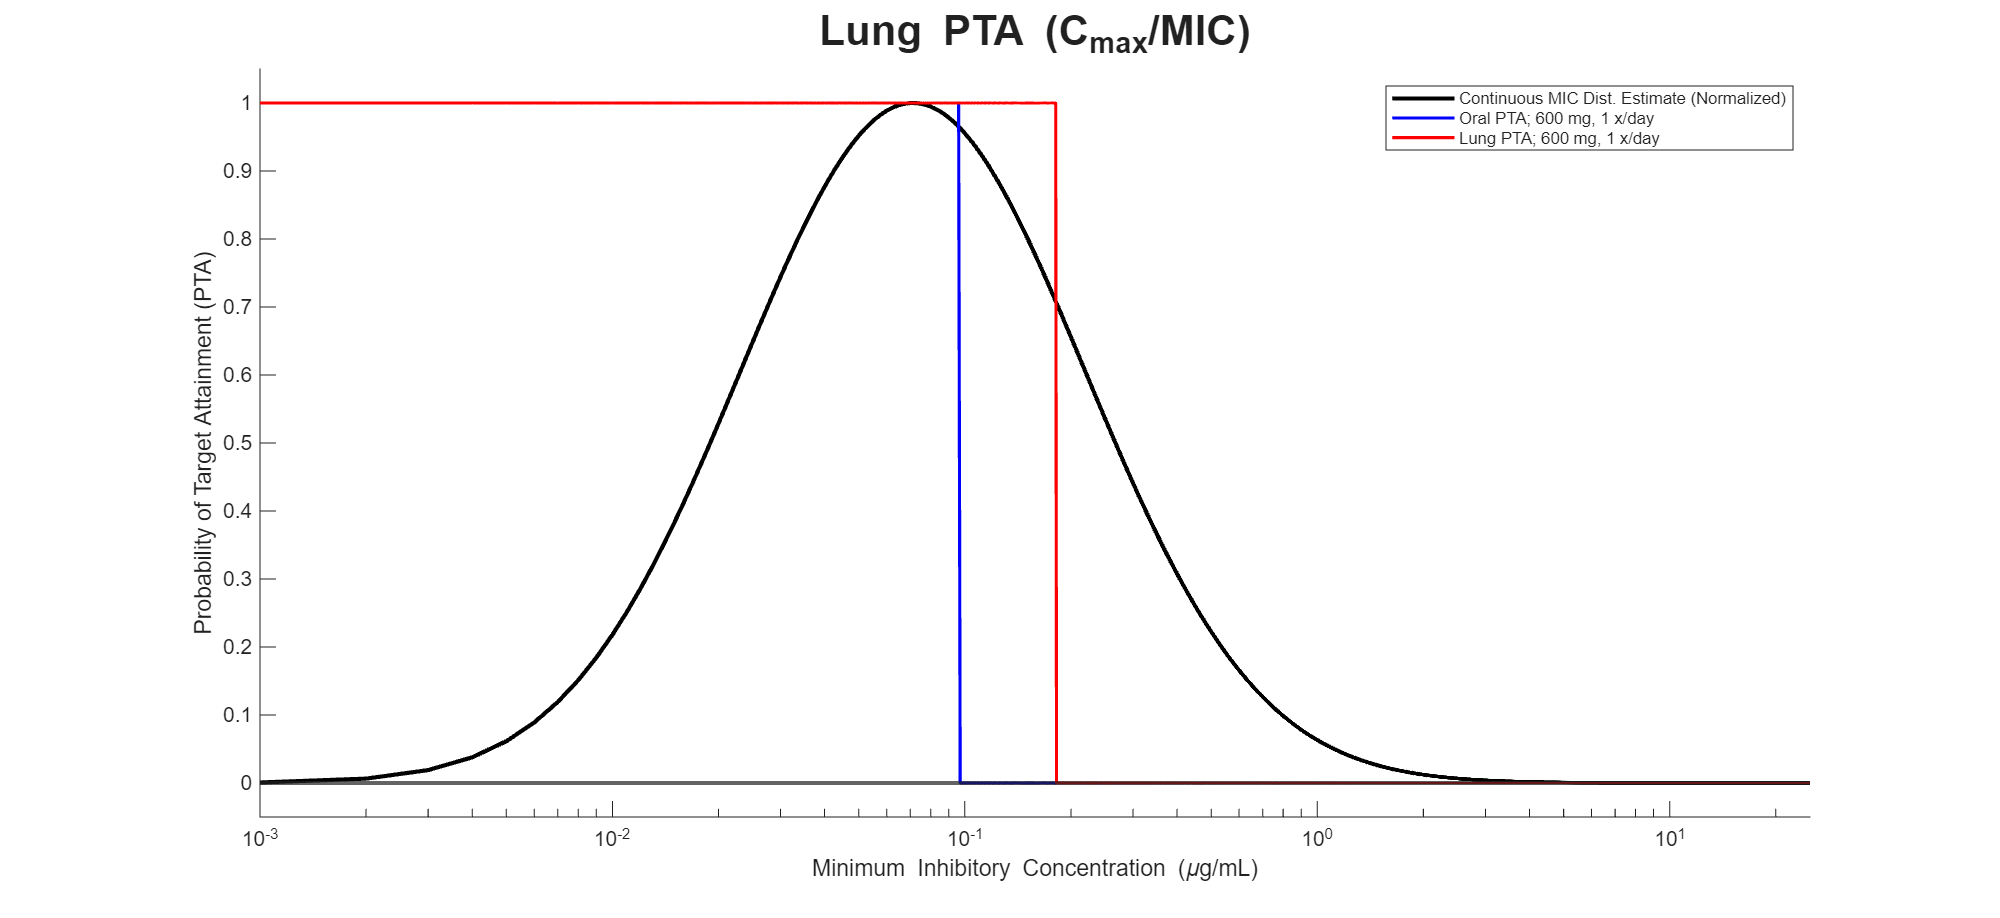 Lung PTA (Cmax/MIC)
Continuous MIC Dist. Estimate (Normalized)
Oral PTA; 600 mg, 1 x/day
Lung PTA; 600 mg, 1 x/day
Probability of Target Attainment (PTA)
1
0.9
0.8
0.7
0.6
0.5
0.4
0.3
0.2
0.1
0
10-3 10-2 10-1 100 101
Minimum Inhibitory Concentration (µg/mL)